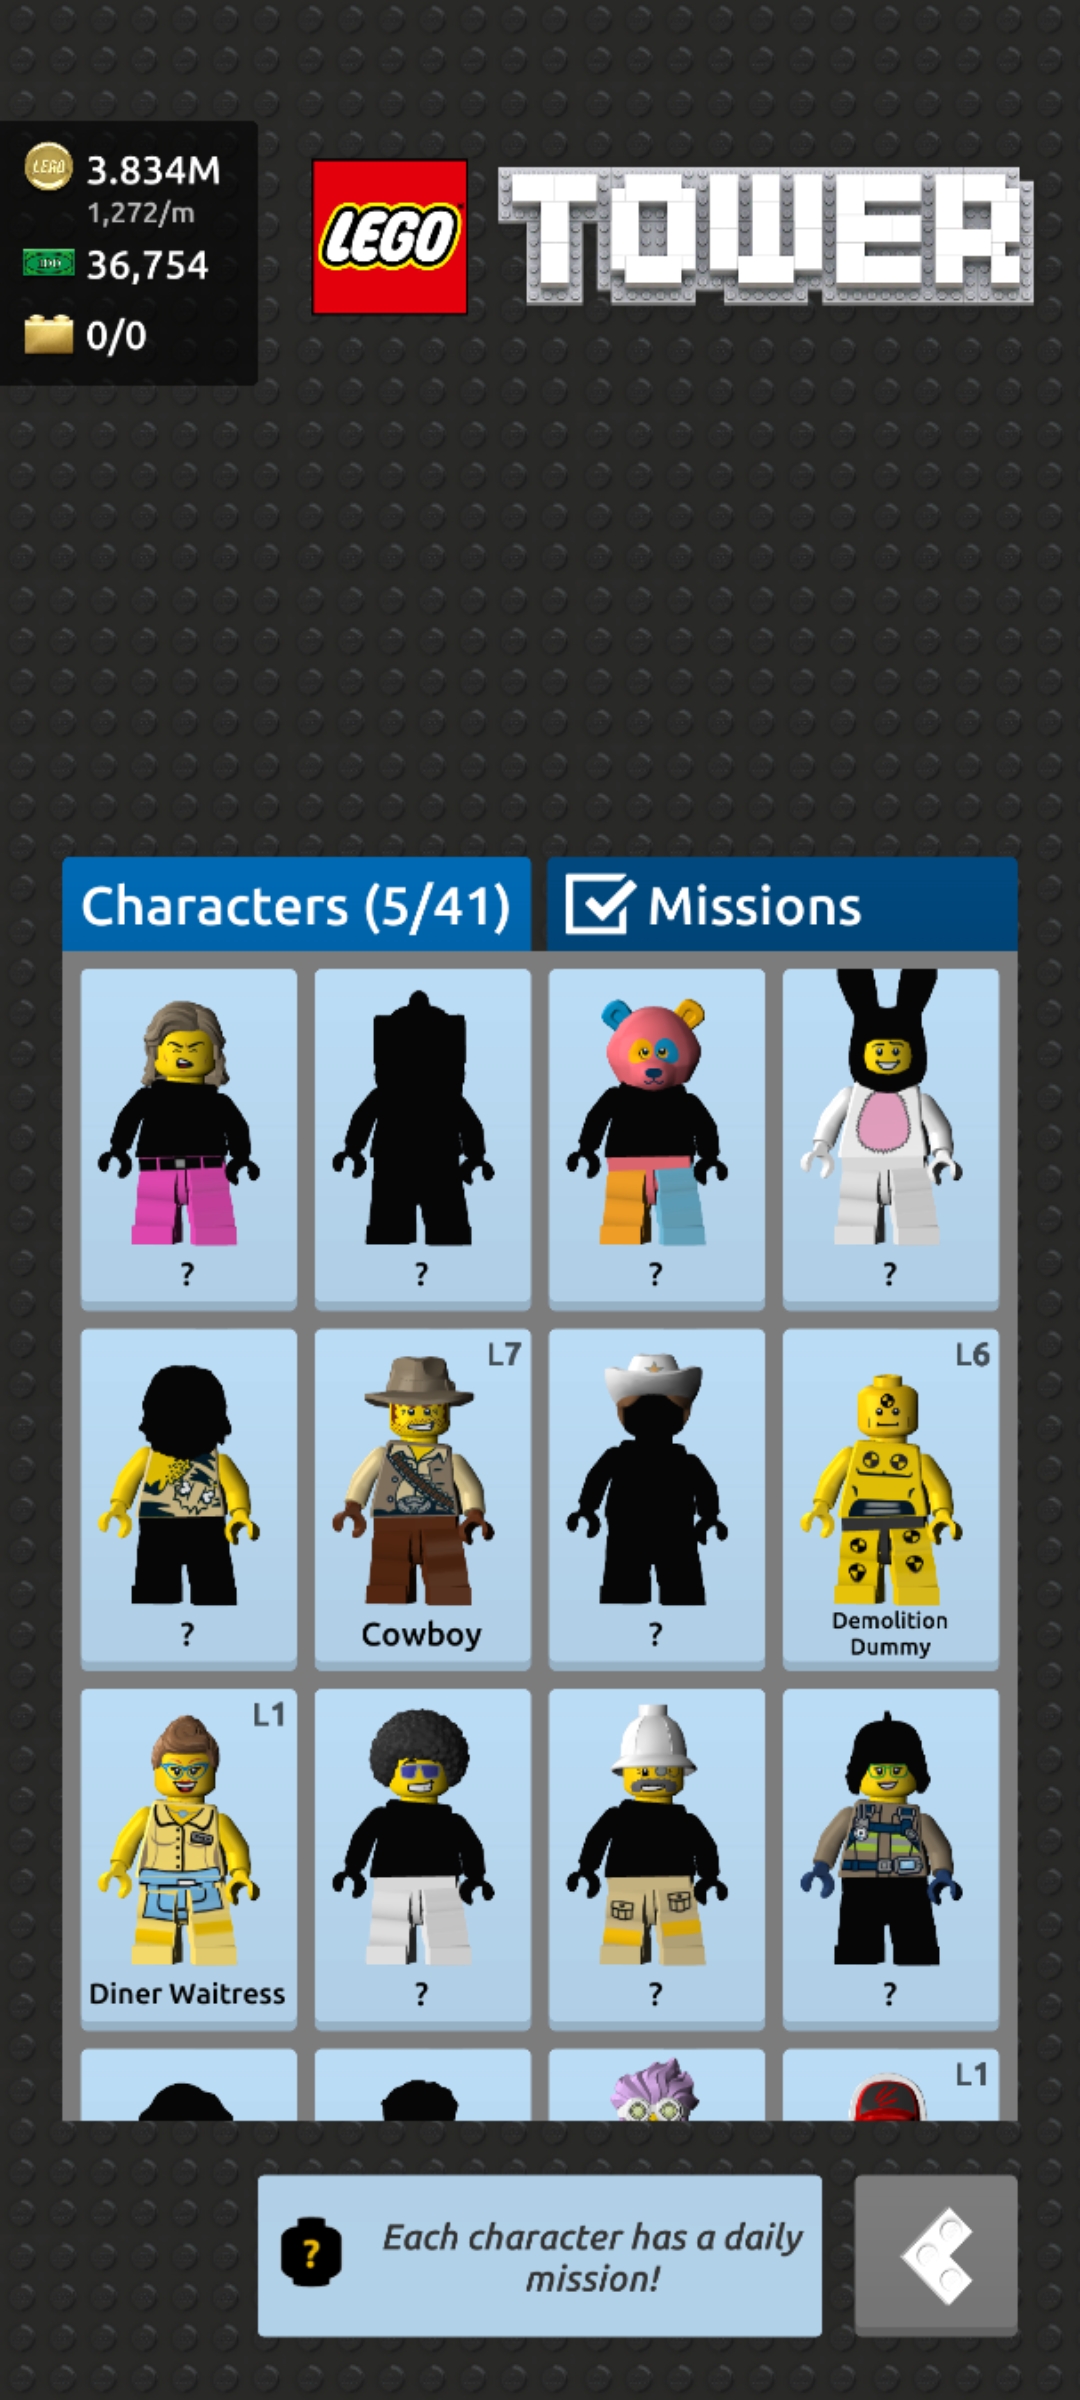 LEGO
3.834M
1,272/m
36,754
0/0
LEGO
TOWER
Characters (5/41)
Missions
?
?
?
?
?
L7
Cowboy
?
L6
Demolition
Dummy
L1
Diner Waitress
?
?
?
L1
?
Each character has a daily
mission!